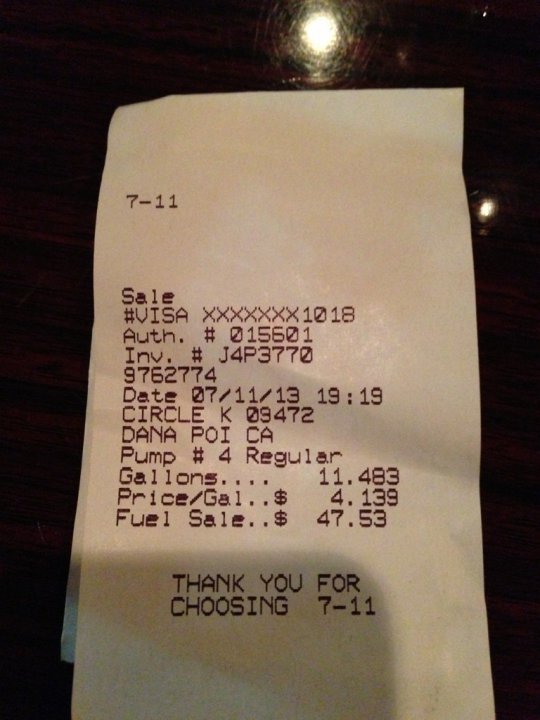 7-11
Sale
#VISA XXXXXXX1018
Auth. # 015601
Inv. # J4P3770
9762774
Date 07/11/13 19:19
CIRCLE K 09472
DANA POI CA
Pump # 4 Regular
Gallons.... 11.483
Price/Gal..$ 4.139
Fuel Sale..$ 47.53
THANK YOU FOR
CHOOSING 7-11